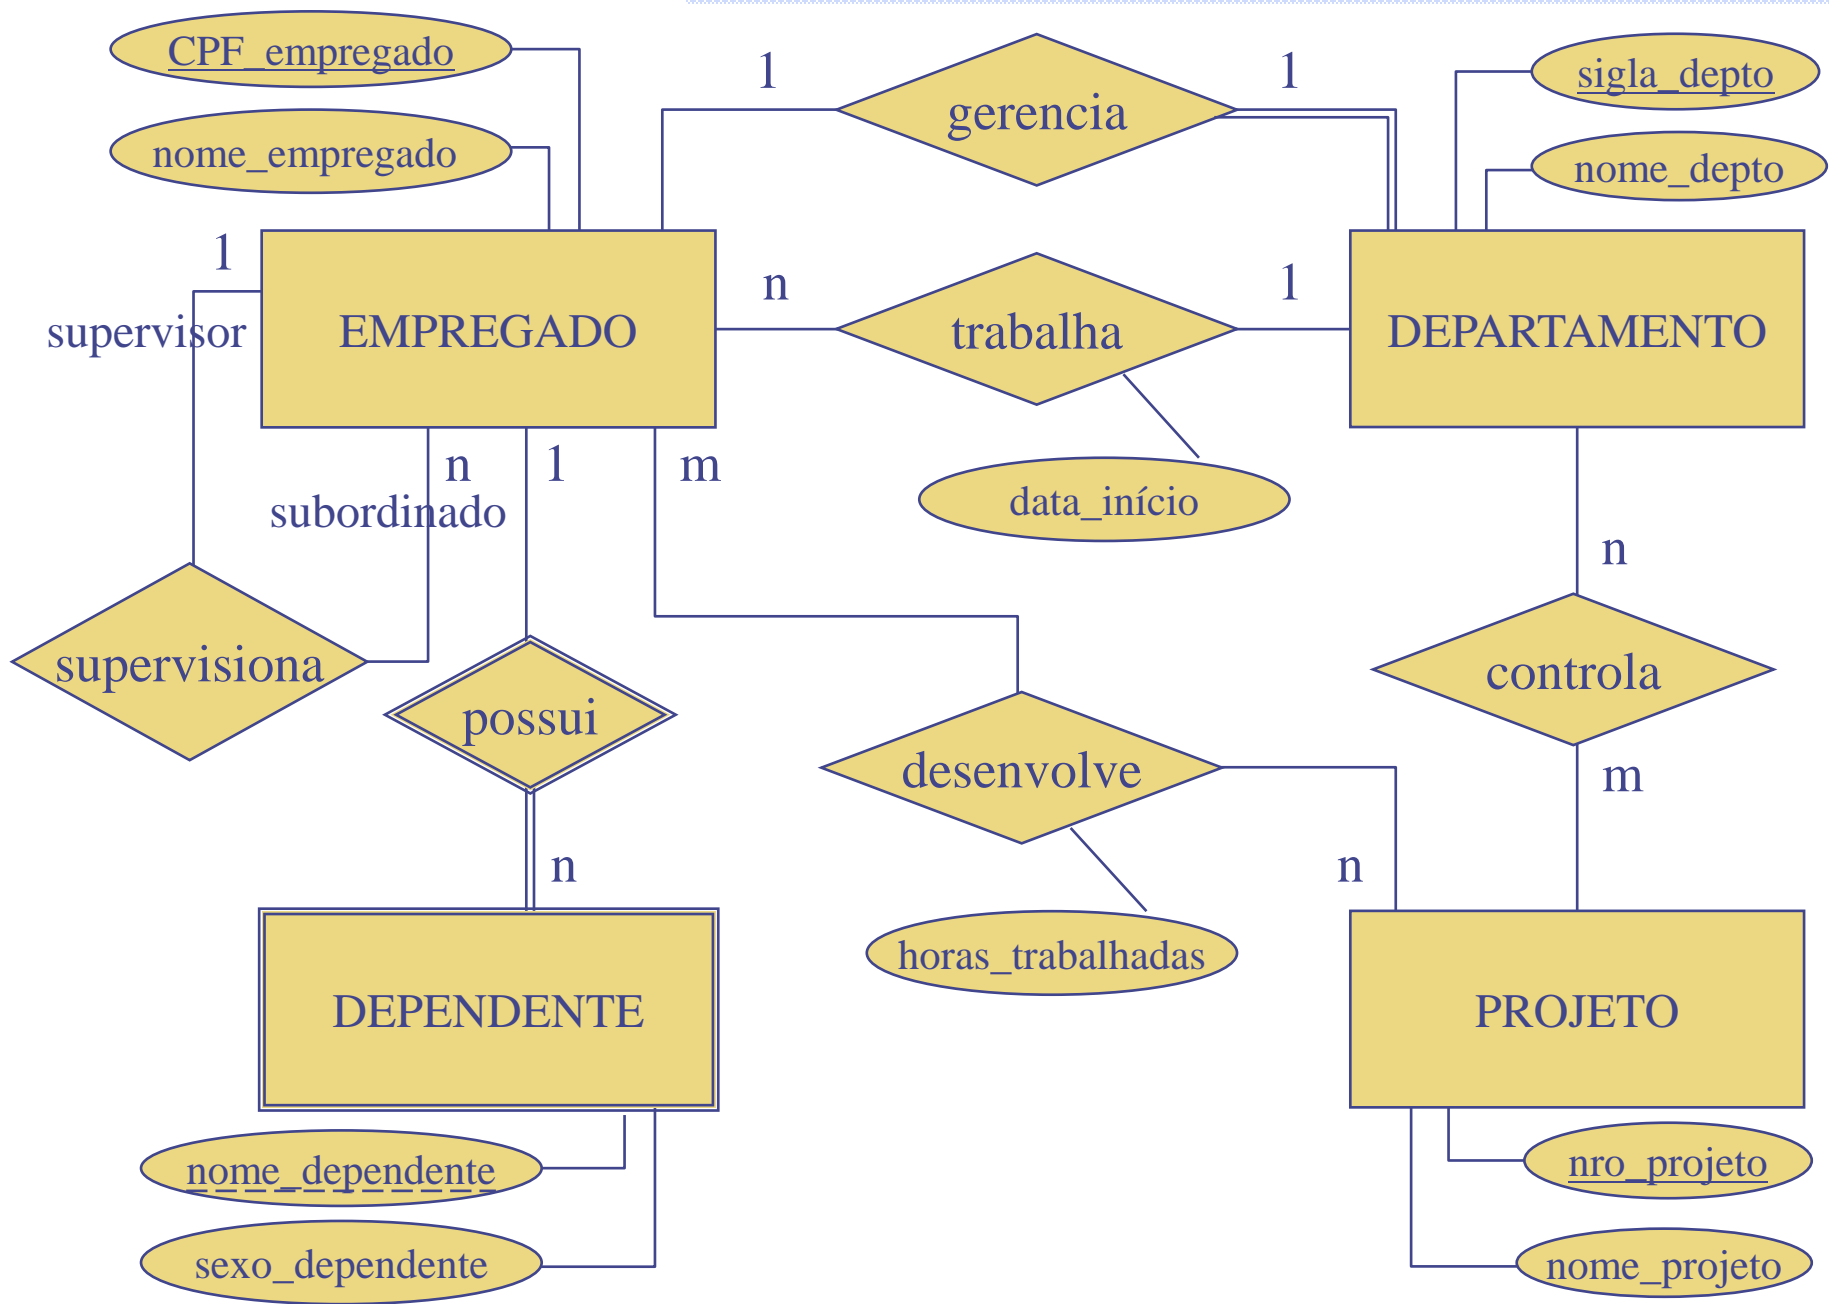 CPF_empregado
1
1
sigla_depto
gerencia
nome_empregado
nome_depto
1
supervisor
EMPREGADO
n
trabalha
1
DEPARTAMENTO
n
1
m
subordinado
data_início
n
supervisiona
possui
controla
desenvolve
m
n
n
horas_trabalhadas
DEPENDENTE
PROJETO
nome_dependente
nro_projeto
sexo_dependente
nome_projeto